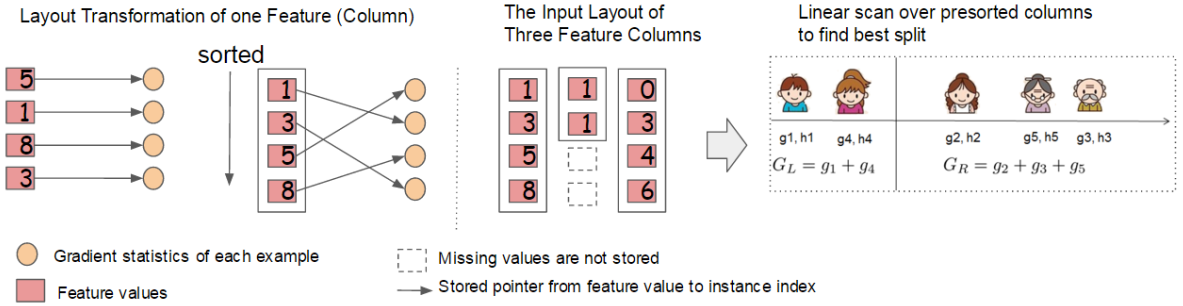 Layout Transformation of one Feature (Column)
The Input Layout of
Three Feature Columns
Linear scan over presorted columns
to find best split
sorted
5
1
8
3
1
3
5
8
1
3
5
8
1
1
0
3
4
6
g1, h1
g4, h4
g2, h2
g5, h5
g3, h3
G_L = g_1 + g_4
G_R = g_2 + g_3 + g_5
Gradient statistics of each example
Feature values
Missing values are not stored
Stored pointer from feature value to instance index